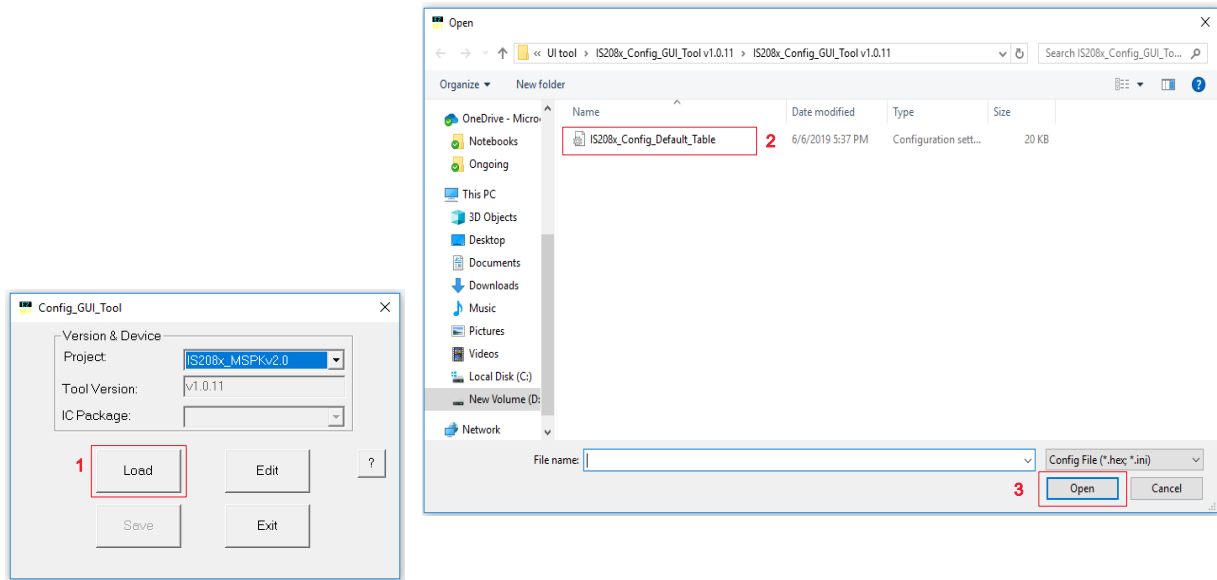 Open
« UI tool › IS208x_Config_GUI_Tool v1.0.11 › IS208x_Config_GUI_Tool v1.0.11
Search IS208x_Config_GUI_To...
Organize New folder
Name Date modified Type Size
IS208x_Config_Default_Table 2 6/6/2019 5:37 PM Configuration sett... 20 KB
OneDrive - Micro
Notebooks
Ongoing
This PC
3D Objects
Desktop
Documents
Downloads
Music
Pictures
Videos
Local Disk (C:)
New Volume (D:
Network
File name: Config File (*.hex; *.ini)
3 Open Cancel
Config_GUI_Tool
Version & Device
Project: IS208x_MSPKv2.0
Tool Version: v1.0.11
IC Package:
1 Load Edit ?
Save Exit